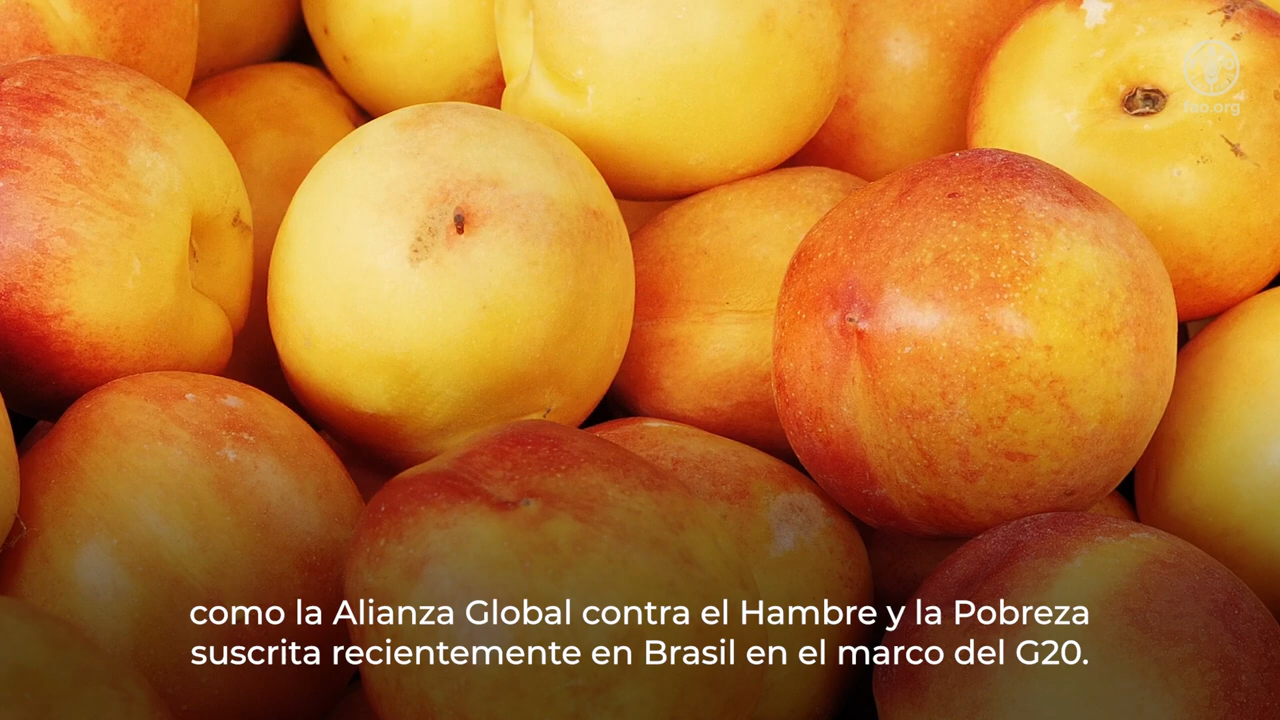 fao.org
como la Alianza Global contra el Hambre y la Pobreza
suscrita recientemente en Brasil en el marco del G20.